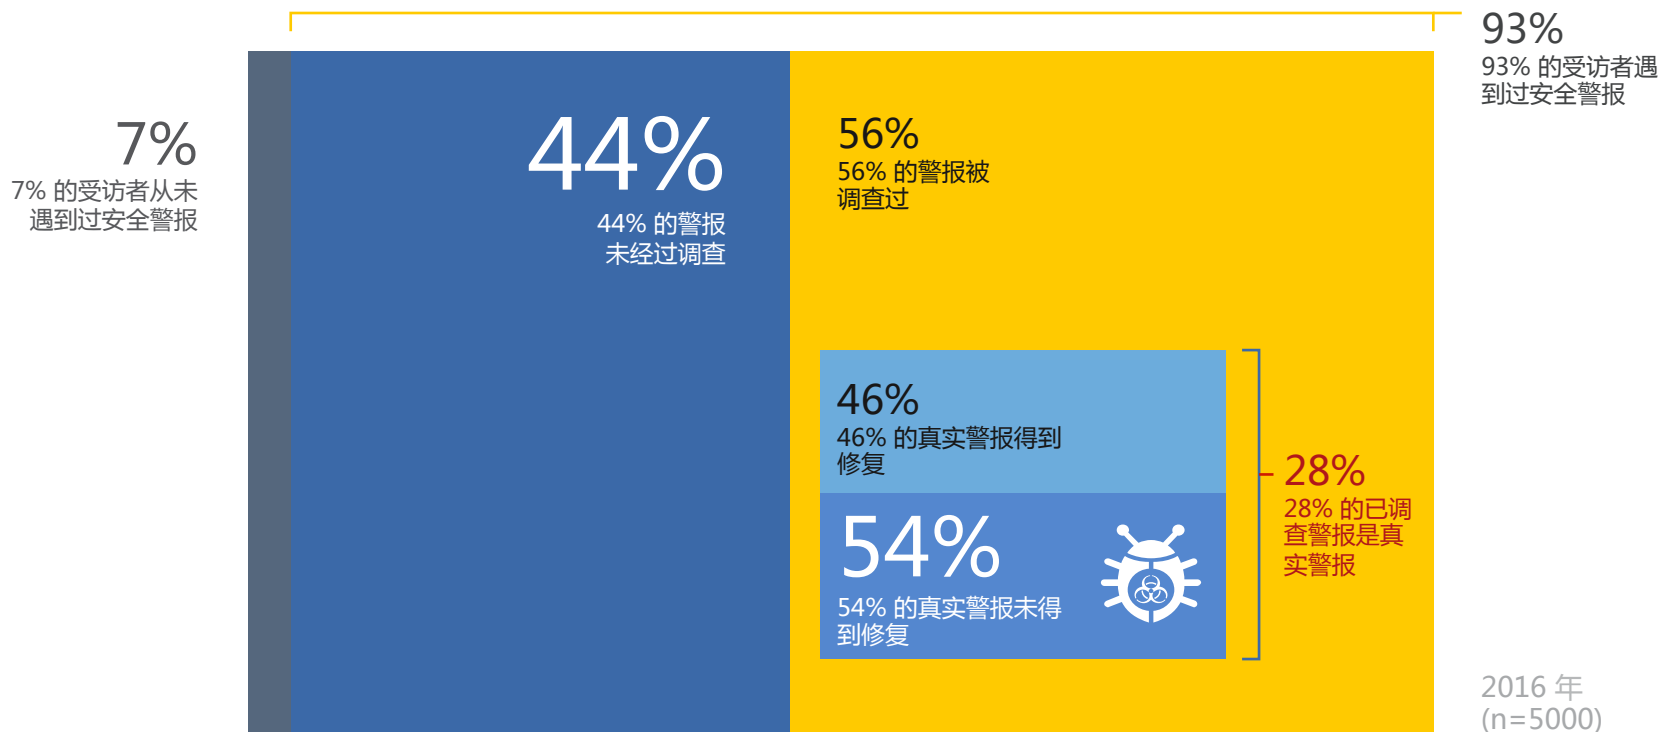 93%
93% 的受访者遇
到过安全警报
7%
7% 的受访者从未
遇到过安全警报
44%
44% 的警报
未经过调查
56%
56% 的警报被
调查过
46%
46% 的真实警报得到
修复
54%
54% 的真实警报未得
到修复
28%
28% 的已调
查警报是真
实警报
2016 年
(n=5000)